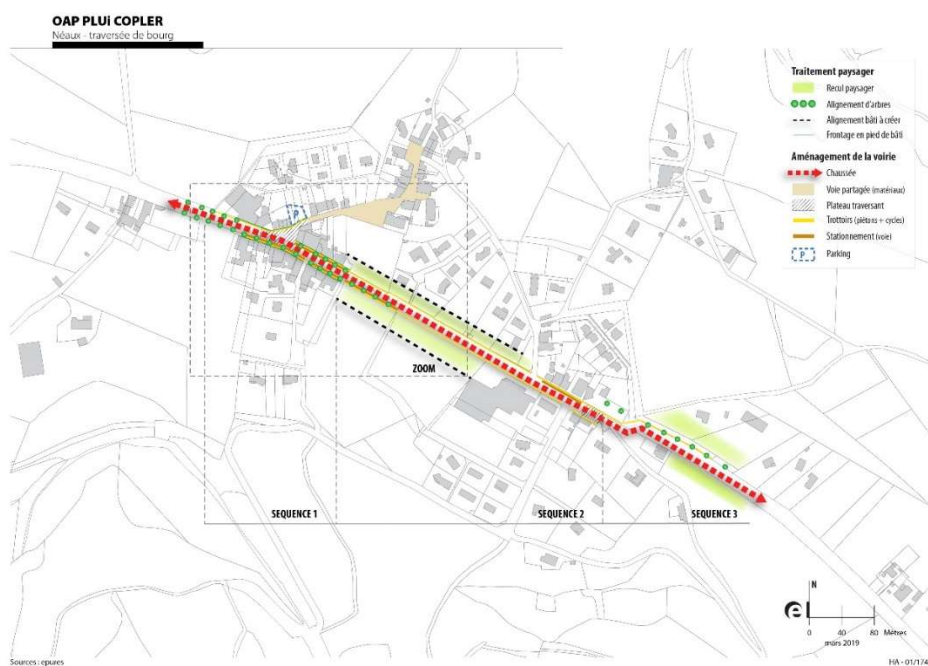 OAP PLUi COPLER
Néaux - traversée de bourg
Traitement paysager
Recul paysager
Alignement d'arbres
Alignement bâti à créer
Frontage en pied de bâti
Aménagement de la voirie
Chaussée
Voie partagée (matériaux)
Plateau traversant
Trottoirs (piétons + cycles)
Stationnement (voie)
P Parking
P
ZOOM
SEQUENCE 1
SEQUENCE 2
SEQUENCE 3
N
0 40 80 Mètres
mars 2019
Sources : epures
HA - 01/174